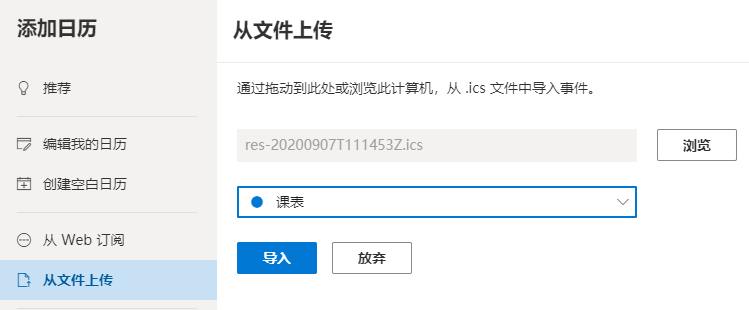 添加日历
推荐
编辑我的日历
创建空白日历
从 Web 订阅
从文件上传
从文件上传
通过拖动到此处或浏览此计算机，从 .ics 文件中导入事件。
res-20200907T111453Z.ics
浏览
课表
导入
放弃